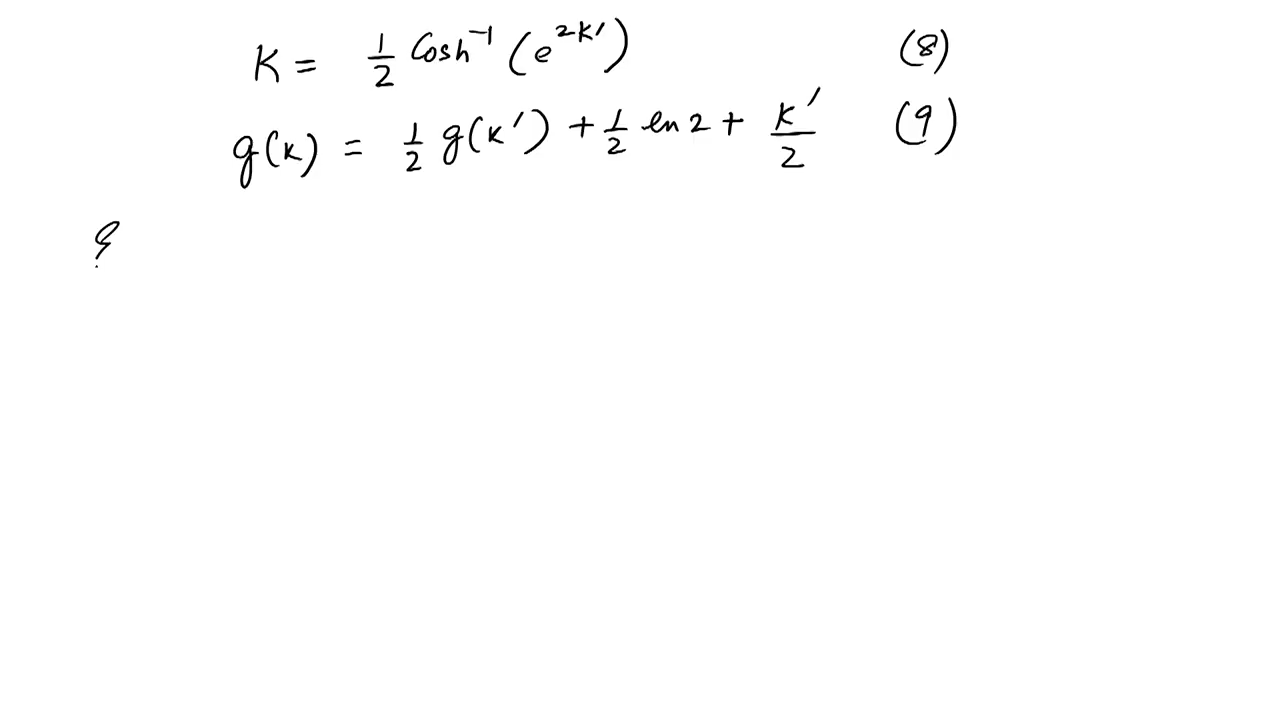 K = 1/2 Cosh⁻¹ (e^{2K′}) (8)
g(K) = 1/2 g(K′) + 1/2 ln 2 + K′/2 (9)